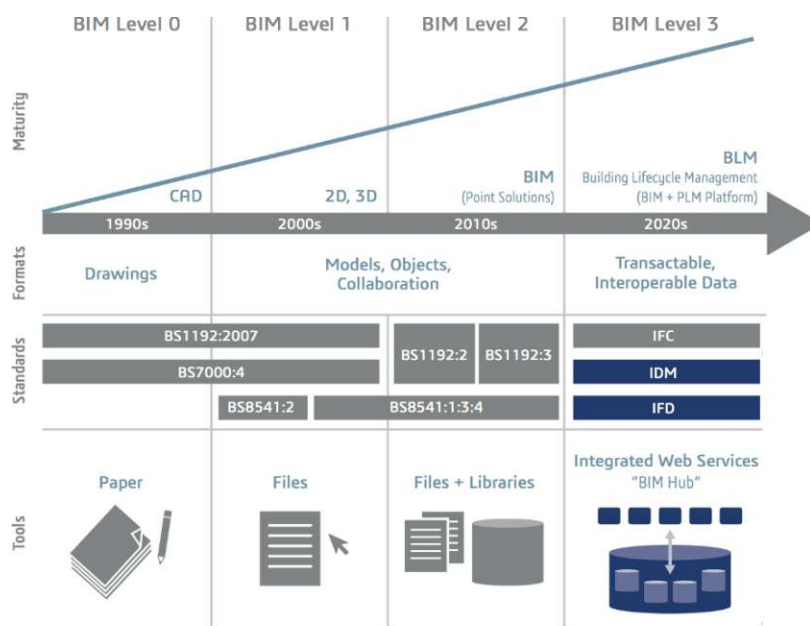 BIM Level 0
BIM Level 1
BIM Level 2
BIM Level 3
Maturity
CAD
2D, 3D
BIM
(Point Solutions)
BLM
Building Lifecycle Management
(BIM + PLM Platform)
1990s
2000s
2010s
2020s
Formats
Drawings
Models, Objects,
Collaboration
Transactable,
Interoperable Data
Standards
BS1192:2007
BS1192:2
BS1192:3
IFC
BS7000:4
IDM
BS8541:2
BS8541:1:3:4
IFD
Tools
Paper
Files
Files + Libraries
Integrated Web Services
"BIM Hub"